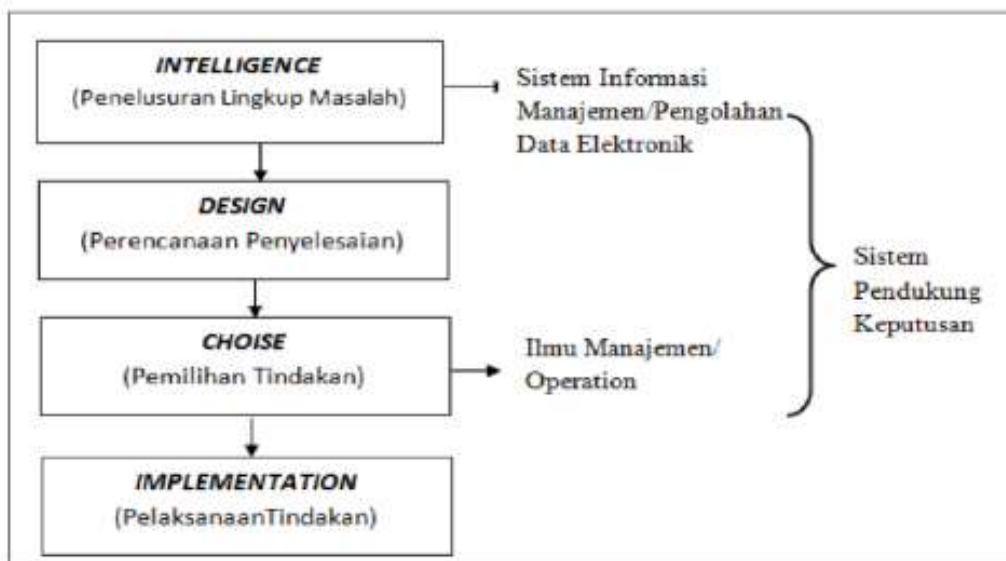 INTELLIGENCE
(Penelusuran Lingkup Masalah)
Sistem Informasi
Manajemen/Pengolahan
Data Elektronik
DESIGN
(Perencanaan Penyelesaian)
Sistem
Pendukung
Keputusan
CHOISE
(Pemilihan Tindakan)
Ilmu Manajemen/
Operation
IMPLEMENTATION
(PelaksanaanTindakan)